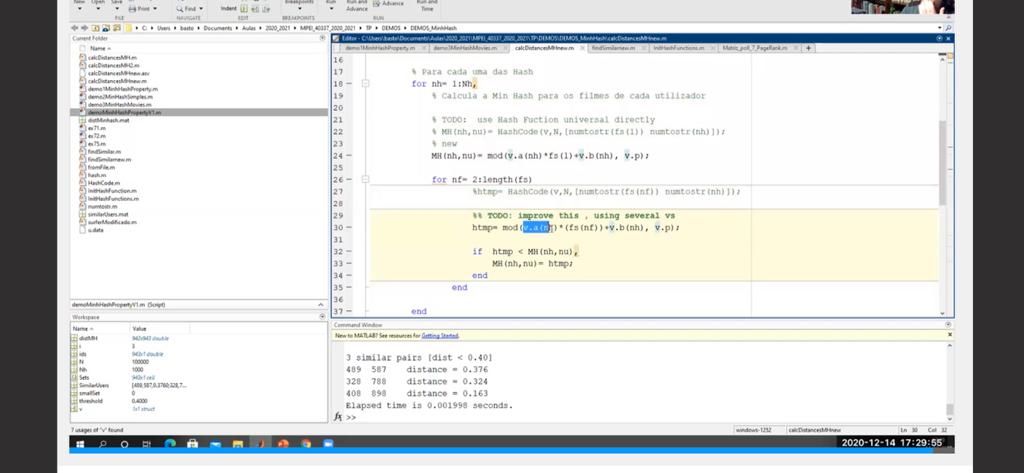 New Open Save
Print
Find
Indent
Run
Run and Advance
Advance
Run and Time
FILE
NAVIGATE
BREAKPOINTS
RUN
C: Users basto Documents Aulas 2020_2021 MPEI_40337_2020_2021 TP DEMOS DEMOS_MinHash
Current Folder
Name
calcDistancesMH.m
calcDistancesMH2.m
calcDistancesMHnew.asv
calcDistancesMHnew.m
demo1MinHashProperty.m
demo2MinHashSimples.m
demo3MinHashMovies.m
demoMinHashPropertyV1.m
distMinhash.mat
ex71.m
ex72.m
ex75.m
findSimilar.m
findSimilarnew.m
fromFile.m
hash.m
HashCode.m
InitHashFunction.m
InitHashFunctions.m
numtostr.m
similarUsers.mat
surferModificado.m
u.data
demoMinHashPropertyV1.m (Script)
Workspace
Name Value
distMH 943x943 double
i 3
ids 943x1 double
N 100000
Nh 1000
Sets 943x1 cell
SimilarUsers [489,587,0.3760;328,7...
smallSet 0
threshold 0.4000
v 1x1 struct
Editor - C:\Users\basto\Documents\Aulas\2020_2021\MPEI_40337_2020_2021\TP\DEMOS\DEMOS_MinHash\calcDistancesMHnew.m
demo1MinHashProperty.m demo3MinHashMovies.m calcDistancesMHnew.m findSimilarnew.m InitHashFunctions.m Matric_poll_7_PageRank.m +
16
17 % Para cada uma das Hash
18 for nh= 1:Nh,
19 % Calcula a Min Hash para os filmes de cada utilizador
20
21 % TODO: use Hash Fuction universal directly
22 % MH(nh,nu)= HashCode(v,N,[numtostr(fs(1)) numtostr(nh)]);
23 % new
24 MH(nh,nu)= mod(v.a(nh)*fs(1)+v.b(nh), v.p);
25
26 for nf= 2:length(fs)
27 %htmp= HashCode(v,N,[numtostr(fs(nf)) numtostr(nh)]);
28
29 %% TODO: improve this , using several vs
30 htmp= mod(v.a(n)*(fs(nf))+v.b(nh), v.p);
31
32 if htmp < MH(nh,nu),
33 MH(nh,nu)= htmp;
34 end
35 end
36
37 end
Command Window
New to MATLAB? See resources for Getting Started.
3 similar pairs [dist < 0.40]
489 587 distance = 0.376
328 788 distance = 0.324
408 898 distance = 0.163
Elapsed time is 0.001998 seconds.
fx >>
7 usages of "v" found
windows-1252 calcDistancesMHnew Ln 30 Col 32
2020-12-14 17:29:55